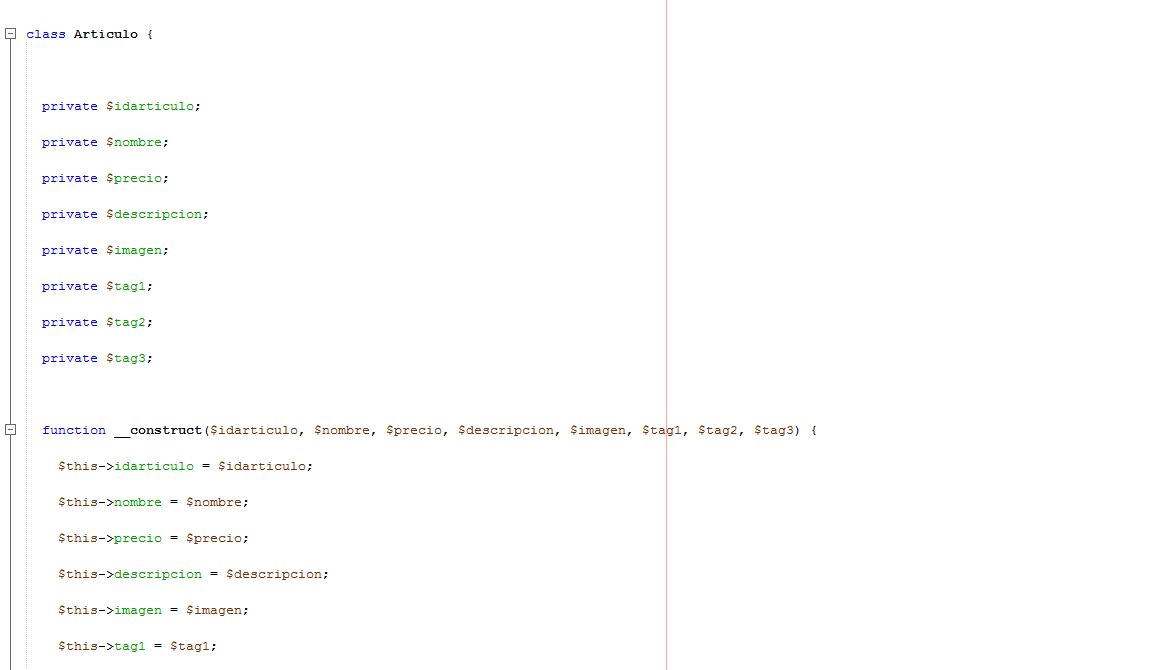 class Articulo {
private $idarticulo;
private $nombre;
private $precio;
private $descripcion;
private $imagen;
private $tag1;
private $tag2;
private $tag3;
function __construct($idarticulo, $nombre, $precio, $descripcion, $imagen, $tag1, $tag2, $tag3) {
$this->idarticulo = $idarticulo;
$this->nombre = $nombre;
$this->precio = $precio;
$this->descripcion = $descripcion;
$this->imagen = $imagen;
$this->tag1 = $tag1;